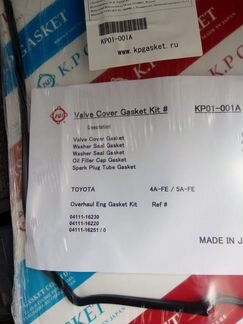 KP01-001A
www.kpgasket.ru
K.P.GASKET
Valve Cover Gasket Kit #
KP01-001A
Valve Cover Gasket
Washer Seal Gasket
Washer Seal Gasket
Oil Filler Cap Gasket
Spark Plug Tube Gasket
TOYOTA
4A-FE / 5A-FE
Overhaul Eng Gasket Kit
Ref #
04111-16230
04111-16220
04111-16251 / 0
MADE IN J